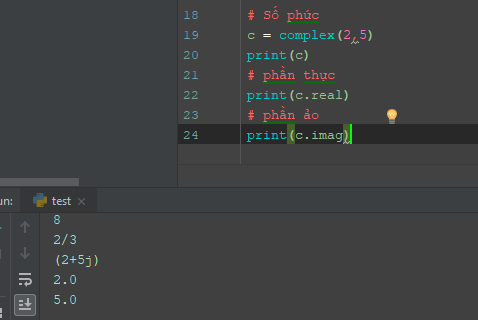 18 # Số phức
19 c = complex(2,5)
20 print(c)
21 # phần thực
22 print(c.real)
23 # phần ảo
24 print(c.imag)
un: test
8
2/3
(2+5j)
2.0
5.0